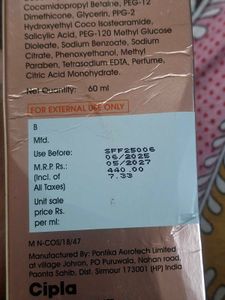 Cocamidopropyl Betaine, PEG-12
Dimethicone, Glycerin, PPG-2
Hydroxyethyl Coco Isostearamide,
Salicylic Acid, PEG-120 Methyl Glucose
Dioleate, Sodium Benzoate, Sodium
Citrate, Phenoxyethanol, Methyl
Paraben, Tetrasodium EDTA, Perfume,
Citric Acid Monohydrate.
Net Quantity: 60 ml
FOR EXTERNAL USE ONLY
B
Mfd.
Use Before:
M.R.P. Rs.:
(Incl. of
All Taxes)
Unit sale
price Rs.
per ml:
SFF25006
06/2025
05/2027
440.00
7.33
M N-COS/18/47
Manufactured By: Pontika Aerotech Limited
at village Johron, PO Puruwala, Nahan road,
Paonta Sahib, Dist. Sirmour 173001 (HP) India
Cipla